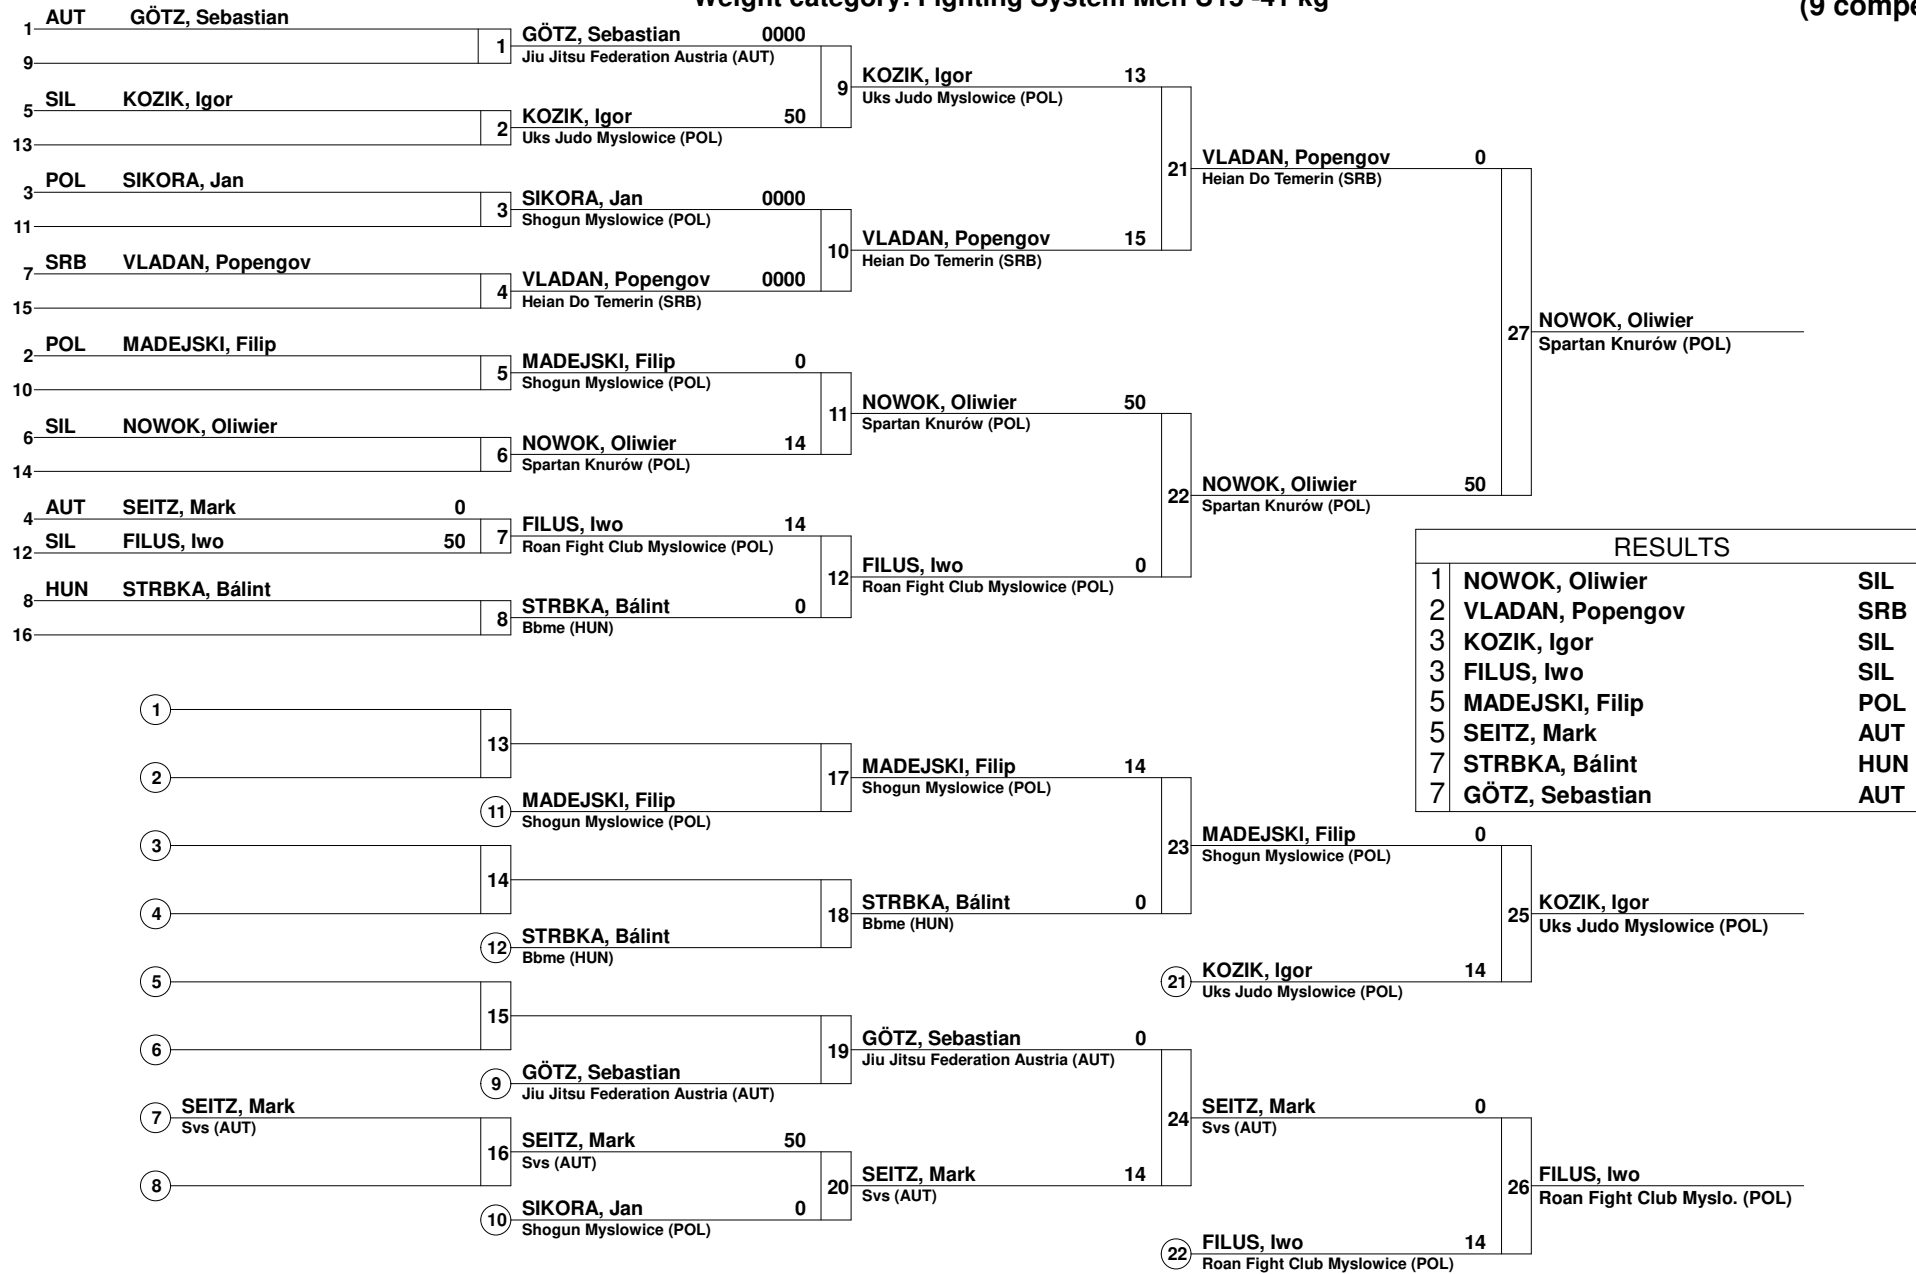 Weight category: Fighting System Men U15 -41 kg
(9 compe
1 AUT GÖTZ, Sebastian
9
1 GÖTZ, Sebastian 0000
Jiu Jitsu Federation Austria (AUT)
5 SIL KOZIK, Igor
13
2 KOZIK, Igor 50
Uks Judo Myslowice (POL)
9 KOZIK, Igor 13
Uks Judo Myslowice (POL)
3 POL SIKORA, Jan
11
3 SIKORA, Jan 0000
Shogun Myslowice (POL)
7 SRB VLADAN, Popengov
15
4 VLADAN, Popengov 0000
Heian Do Temerin (SRB)
10 VLADAN, Popengov 15
Heian Do Temerin (SRB)
21 VLADAN, Popengov 0
Heian Do Temerin (SRB)
2 POL MADEJSKI, Filip
10
5 MADEJSKI, Filip 0
Shogun Myslowice (POL)
6 SIL NOWOK, Oliwier
14
6 NOWOK, Oliwier 14
Spartan Knurów (POL)
11 NOWOK, Oliwier 50
Spartan Knurów (POL)
4 AUT SEITZ, Mark 0
12 SIL FILUS, Iwo 50
7 FILUS, Iwo 14
Roan Fight Club Myslowice (POL)
8 HUN STRBKA, Bálint
16
8 STRBKA, Bálint 0
Bbme (HUN)
12 FILUS, Iwo 0
Roan Fight Club Myslowice (POL)
22 NOWOK, Oliwier 50
Spartan Knurów (POL)
27 NOWOK, Oliwier
Spartan Knurów (POL)
RESULTS
1 NOWOK, Oliwier SIL
2 VLADAN, Popengov SRB
3 KOZIK, Igor SIL
3 FILUS, Iwo SIL
5 MADEJSKI, Filip POL
5 SEITZ, Mark AUT
7 STRBKA, Bálint HUN
7 GÖTZ, Sebastian AUT
1
2
13
11 MADEJSKI, Filip
Shogun Myslowice (POL)
17 MADEJSKI, Filip 14
Shogun Myslowice (POL)
3
4
14
12 STRBKA, Bálint
Bbme (HUN)
18 STRBKA, Bálint 0
Bbme (HUN)
23 MADEJSKI, Filip 0
Shogun Myslowice (POL)
21 KOZIK, Igor 14
Uks Judo Myslowice (POL)
25 KOZIK, Igor
Uks Judo Myslowice (POL)
5
6
15
9 GÖTZ, Sebastian
Jiu Jitsu Federation Austria (AUT)
19 GÖTZ, Sebastian 0
Jiu Jitsu Federation Austria (AUT)
7 SEITZ, Mark
Svs (AUT)
8
16 SEITZ, Mark 50
Svs (AUT)
10 SIKORA, Jan 0
Shogun Myslowice (POL)
20 SEITZ, Mark 14
Svs (AUT)
24 SEITZ, Mark 0
Svs (AUT)
22 FILUS, Iwo 14
Roan Fight Club Myslowice (POL)
26 FILUS, Iwo
Roan Fight Club Myslo. (POL)